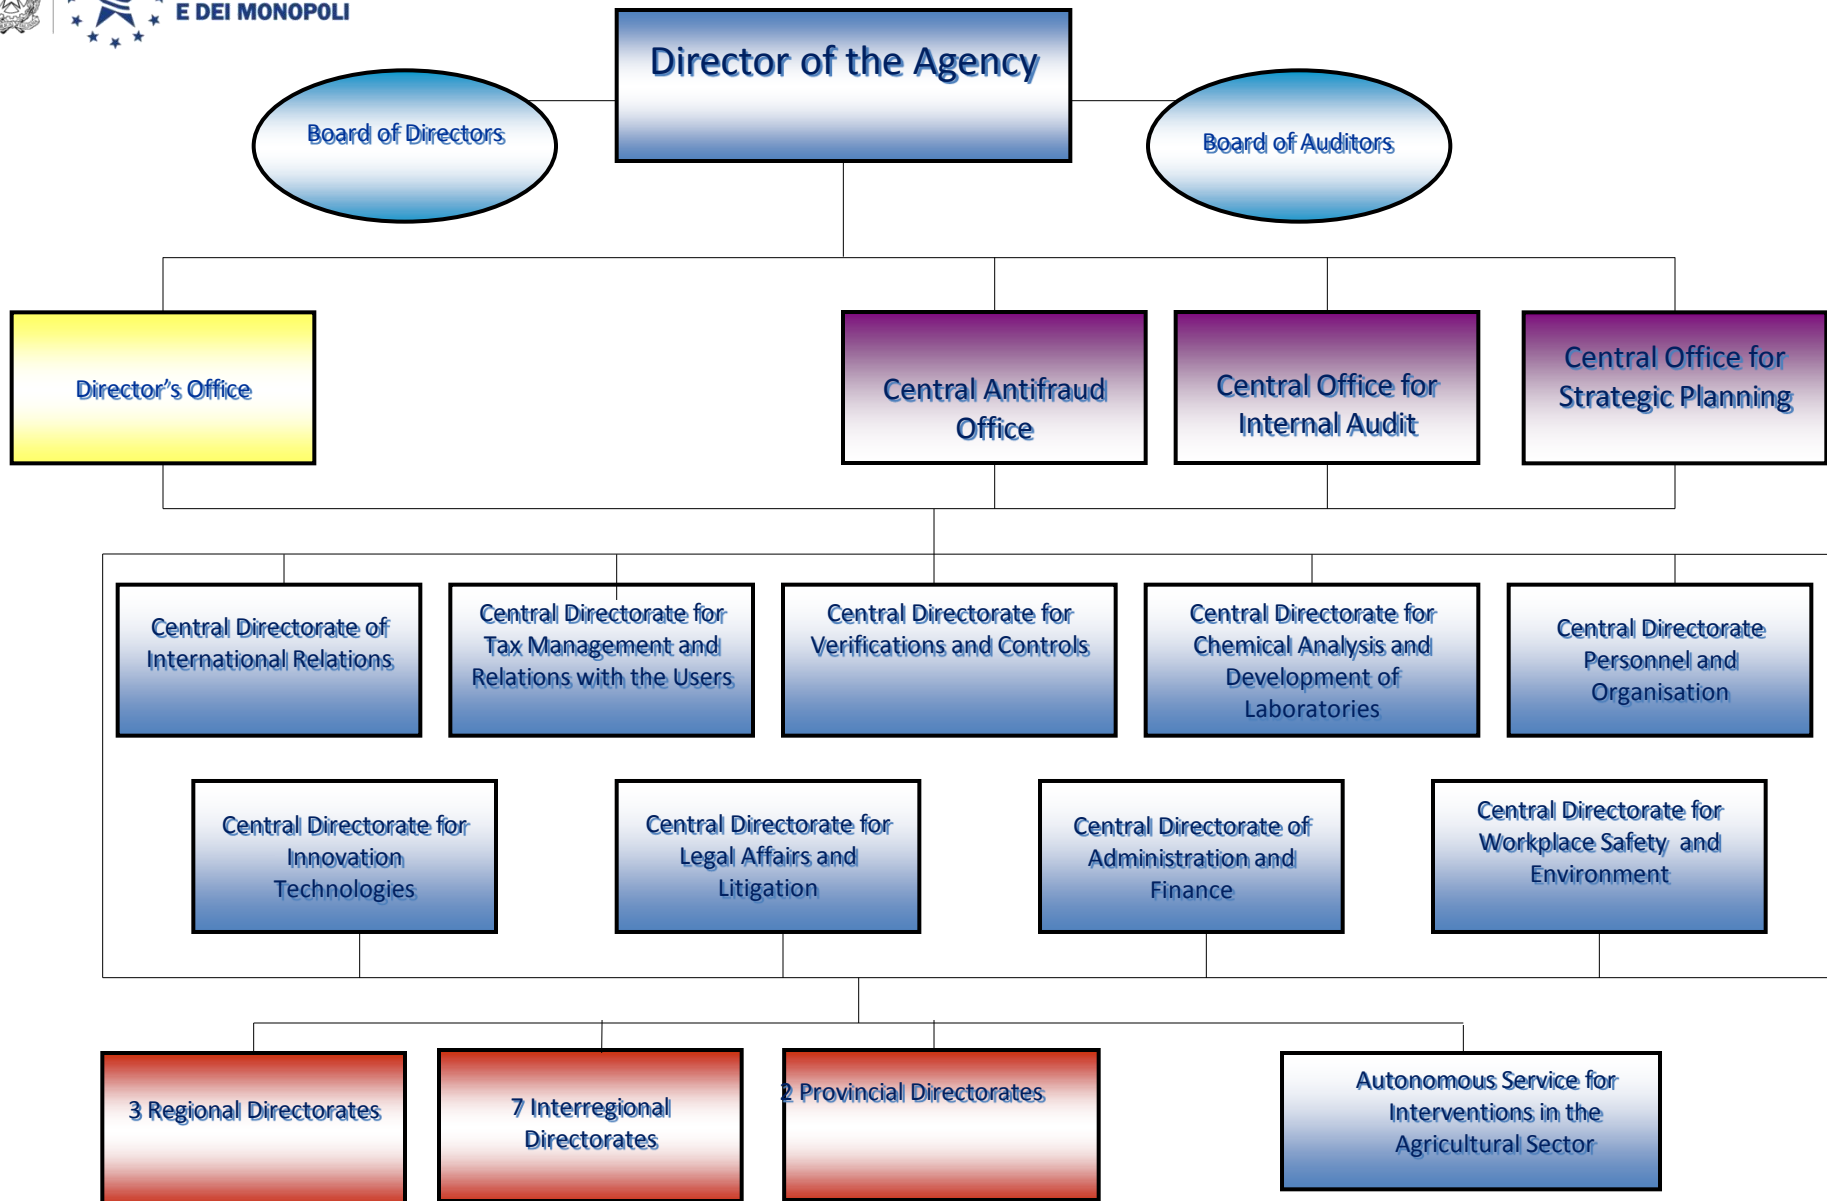 E DEI MONOPOLI
Director of the Agency
Board of Directors
Board of Auditors
Director's Office
Central Antifraud
Office
Central Office for
Internal Audit
Central Office for
Strategic Planning
Central Directorate of
International Relations
Central Directorate for
Tax Management and
Relations with the Users
Central Directorate for
Verifications and Controls
Central Directorate for
Chemical Analysis and
Development of
Laboratories
Central Directorate
Personnel and
Organisation
Central Directorate for
Innovation
Technologies
Central Directorate for
Legal Affairs and
Litigation
Central Directorate of
Administration and
Finance
Central Directorate for
Workplace Safety and
Environment
3 Regional Directorates
7 Interregional
Directorates
2 Provincial Directorates
Autonomous Service for
Interventions in the
Agricultural Sector